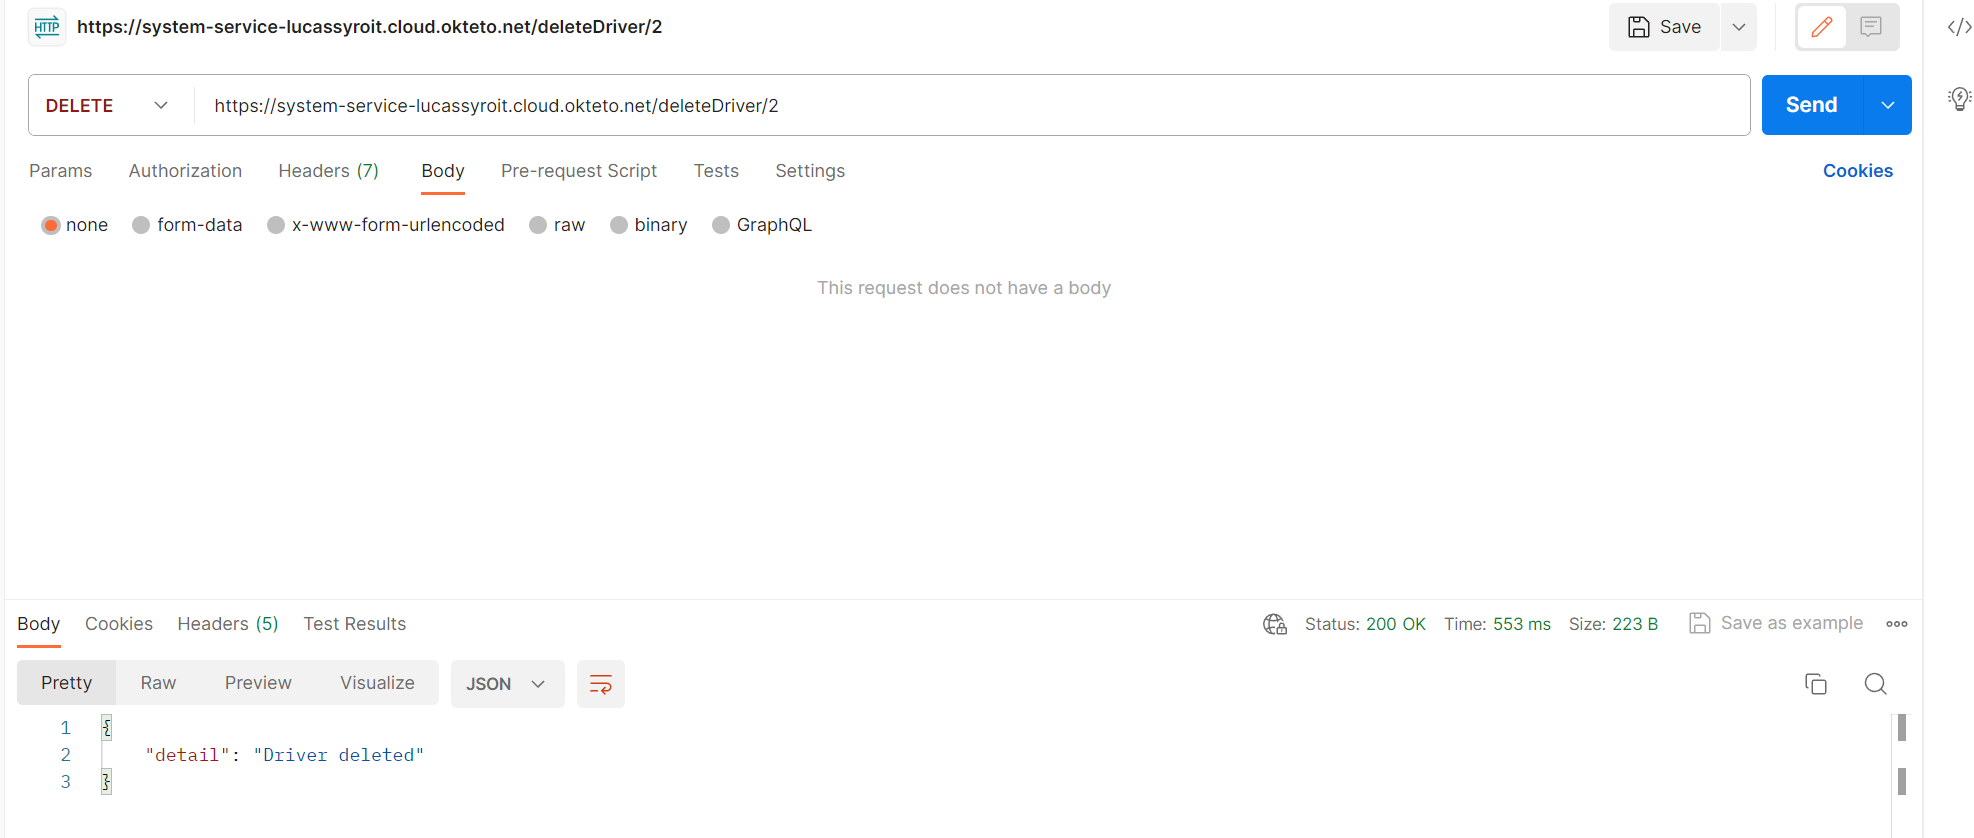 HTTP https://system-service-lucassyroit.cloud.okteto.net/deleteDriver/2 Save
DELETE https://system-service-lucassyroit.cloud.okteto.net/deleteDriver/2 Send
Params Authorization Headers (7) Body Pre-request Script Tests Settings Cookies
none form-data x-www-form-urlencoded raw binary GraphQL
This request does not have a body
Body Cookies Headers (5) Test Results Status: 200 OK Time: 553 ms Size: 223 B Save as example
Pretty Raw Preview Visualize JSON
1 {
2 "detail": "Driver deleted"
3 }